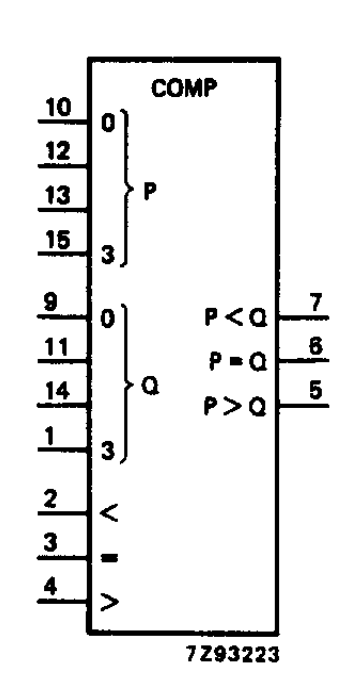 COMP
10 0
12
13 P
15 3
9 0
P < Q 7
11
P = Q 6
14 Q
P > Q 5
1 3
2 <
3 =
4 >
7Z93223